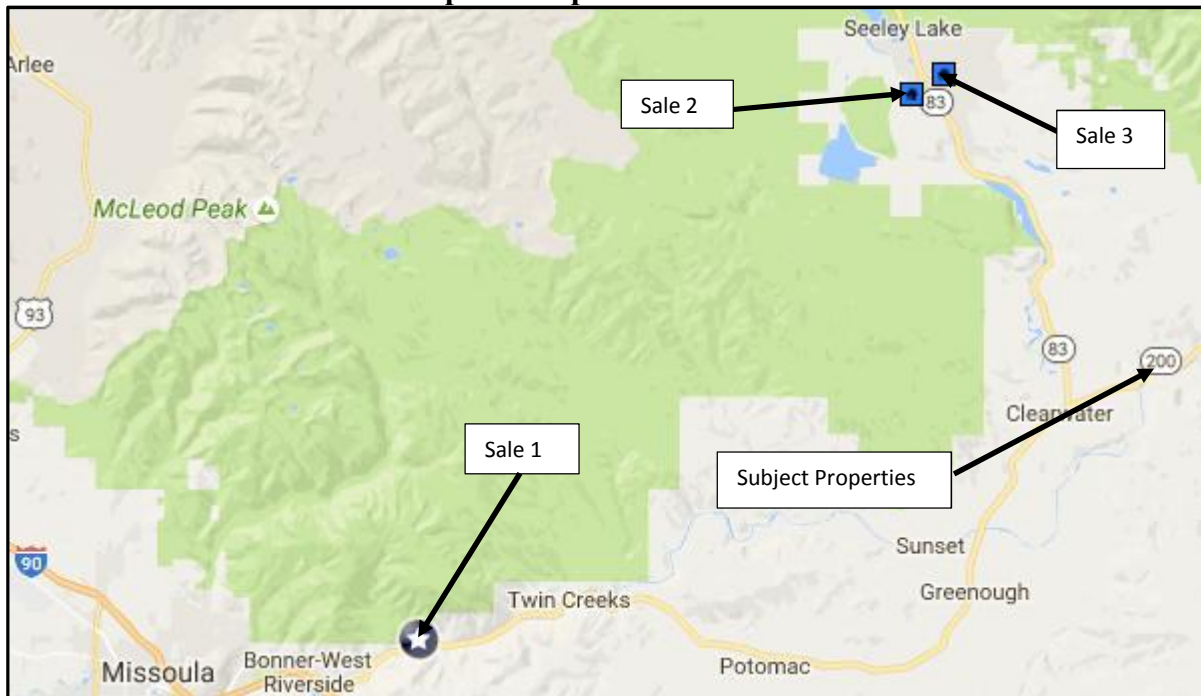 Seeley Lake
Arlee
Sale 2
83
Sale 3
McLeod Peak
93
83
200
Clearwater
Sale 1
Subject Properties
90
Sunset
Twin Creeks
Greenough
Bonner-West
Riverside
Missoula
Potomac